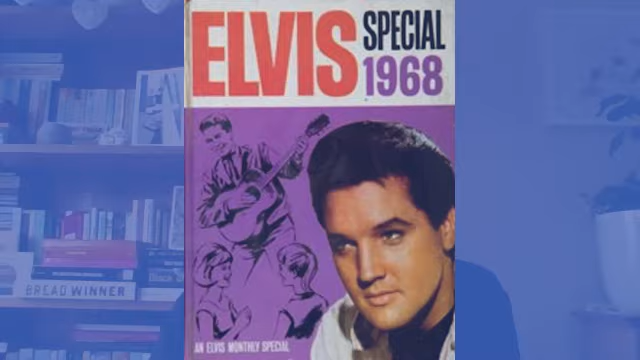 ELVIS
SPECIAL
1968
AN ELVIS MONTHLY SPECIAL
BREAD WINNER